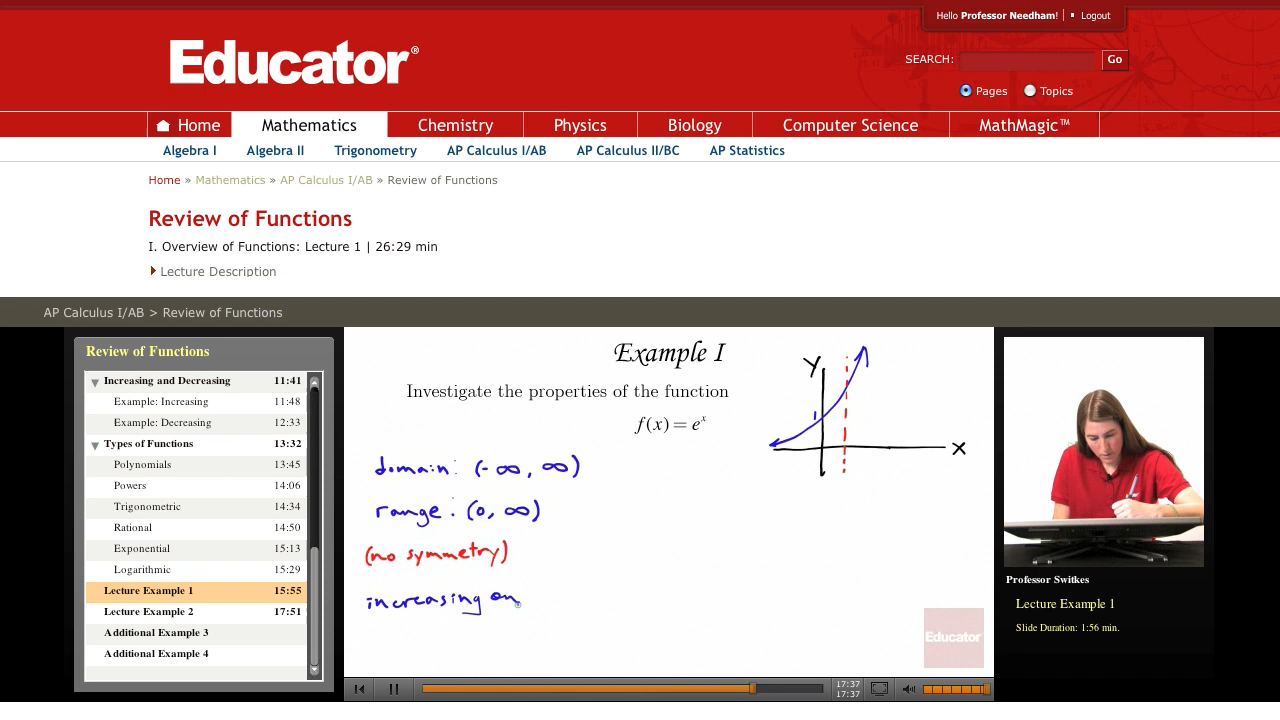 Hello Professor Needham! Logout
Educator®
SEARCH: Go
Pages Topics
Home Mathematics Chemistry Physics Biology Computer Science MathMagic™
Algebra I Algebra II Trigonometry AP Calculus I/AB AP Calculus II/BC AP Statistics
Home » Mathematics » AP Calculus I/AB » Review of Functions
Review of Functions
I. Overview of Functions: Lecture 1 | 26:29 min
Lecture Description
AP Calculus I/AB > Review of Functions
Review of Functions
Increasing and Decreasing 11:41
Example: Increasing 11:48
Example: Decreasing 12:33
Types of Functions 13:32
Polynomials 13:45
Powers 14:06
Trigonometric 14:34
Rational 14:50
Exponential 15:13
Logarithmic 15:29
Lecture Example 1 15:55
Lecture Example 2 17:51
Additional Example 3
Additional Example 4
Example I
Investigate the properties of the function
f(x) = eˣ
domain: (-∞, ∞)
range: (0, ∞)
(no symmetry)
increasing on
Y
1
X
Educator
17:37
17:37
Professor Switkes
Lecture Example 1
Slide Duration: 1:56 min.